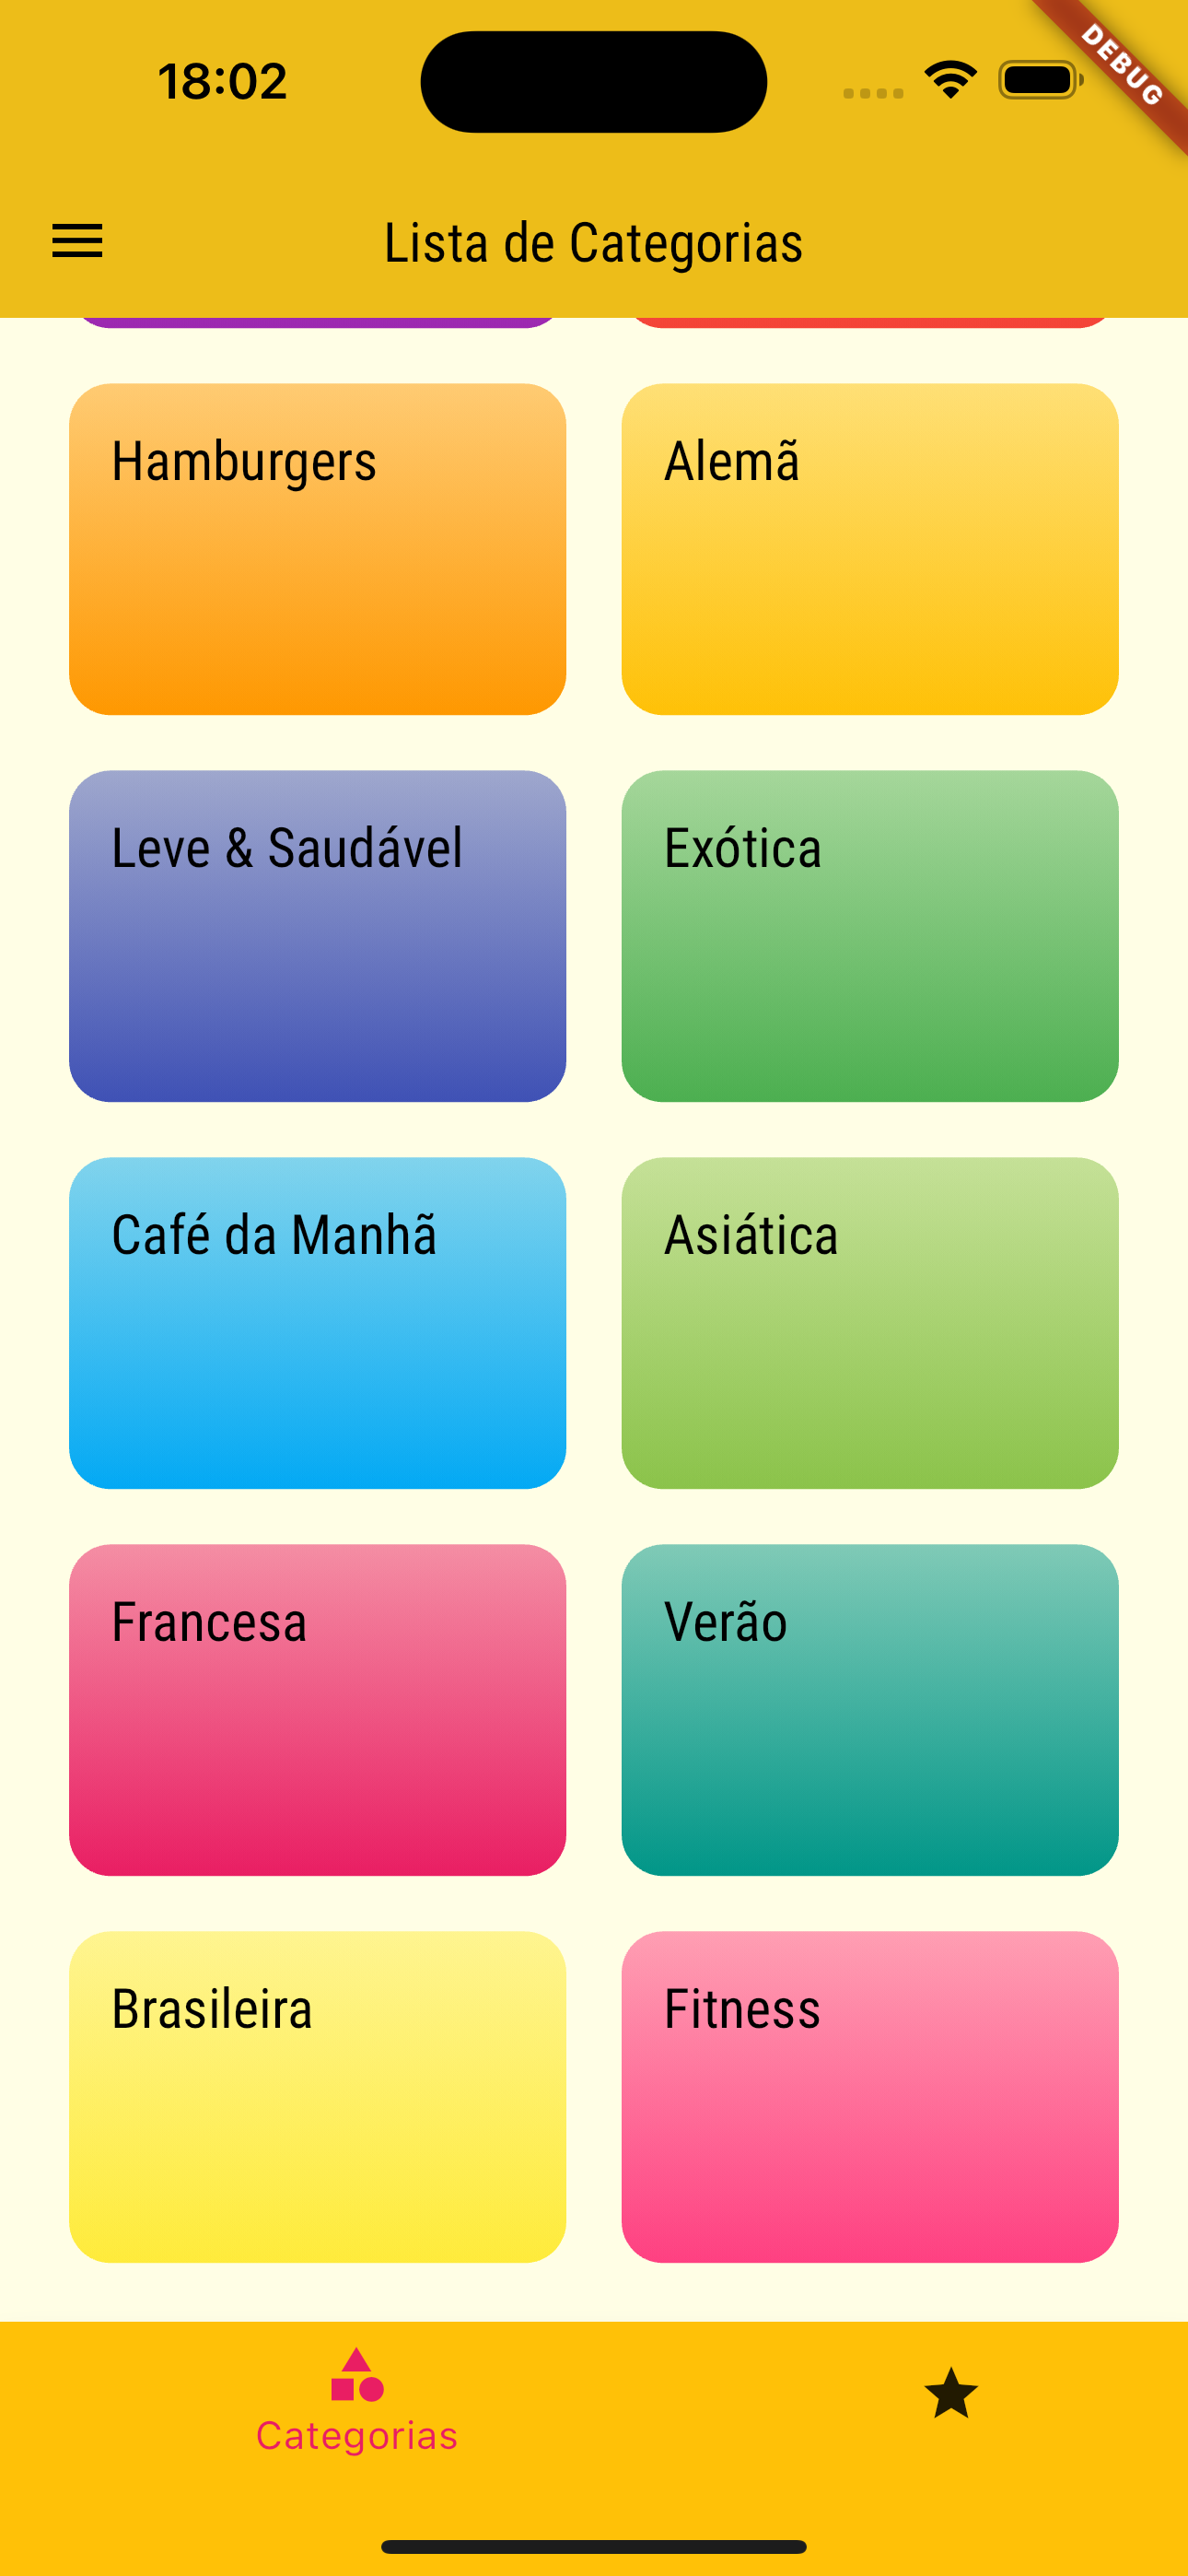 18:02
DEBUG
Lista de Categorias
Hamburgers
Alemã
Leve & Saudável
Exótica
Café da Manhã
Asiática
Francesa
Verão
Brasileira
Fitness
Categorias